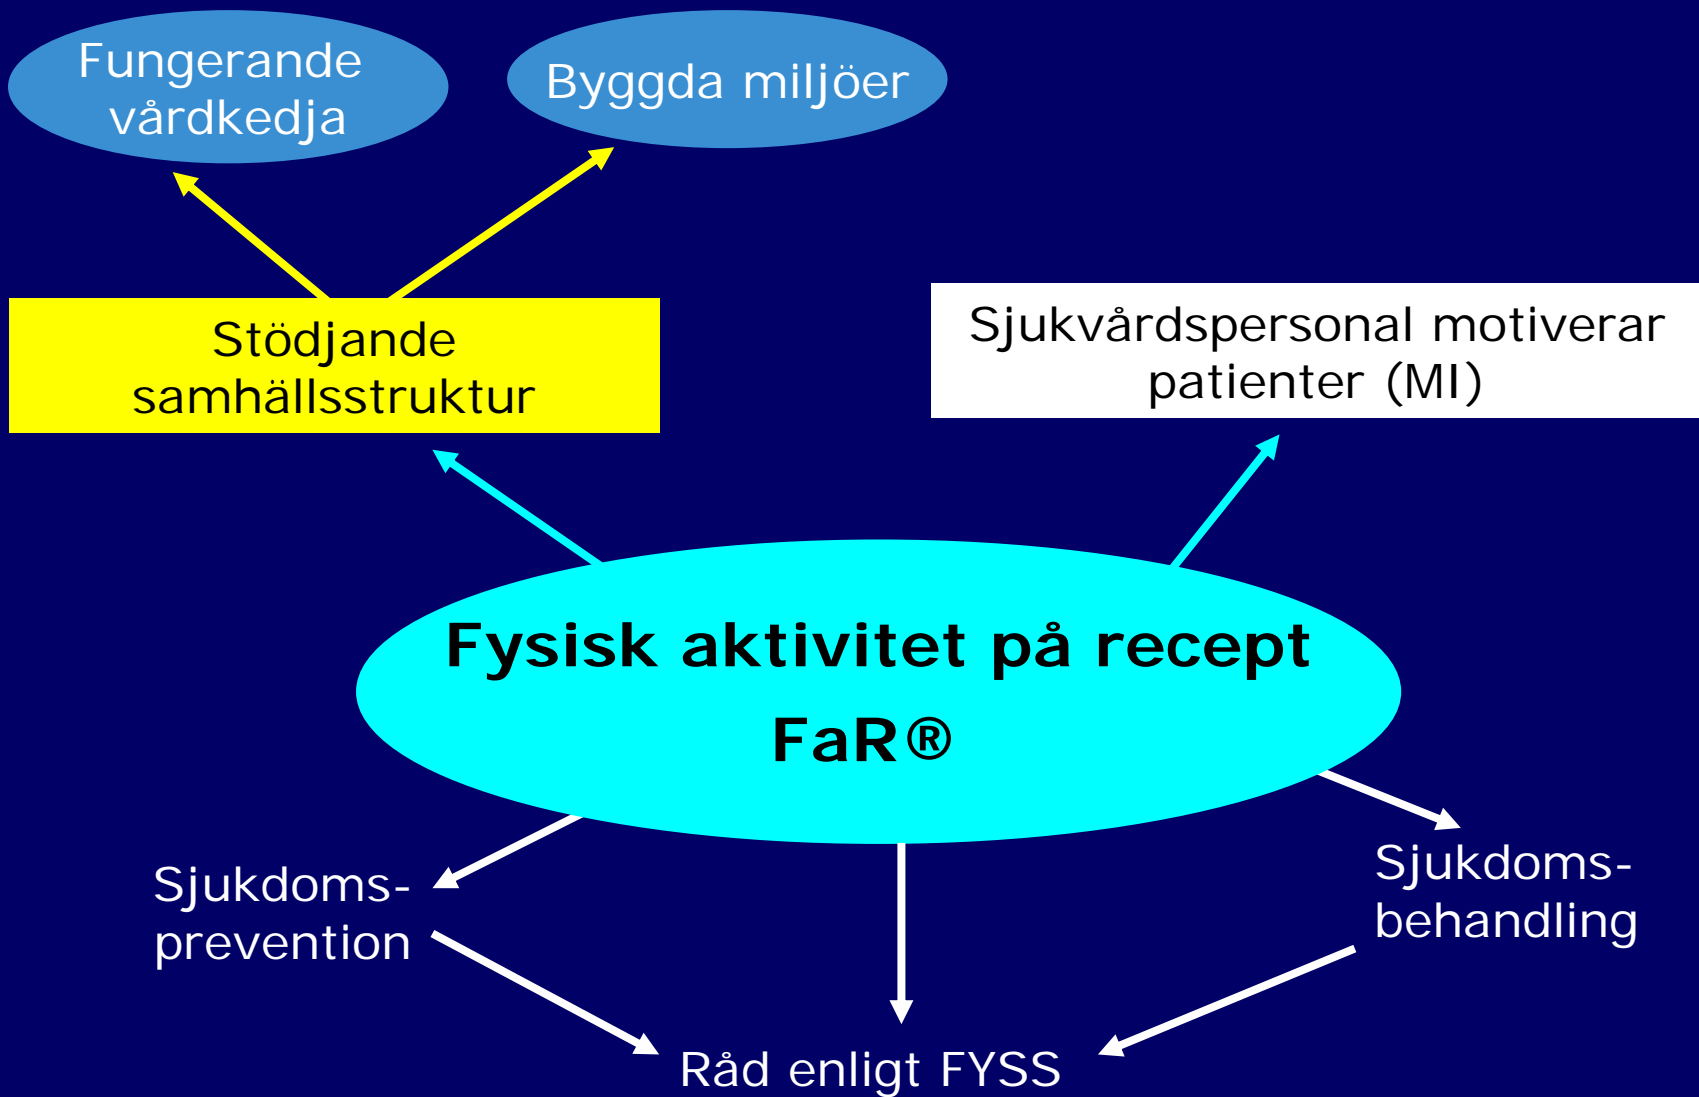 Fungerande
vårdkedja
Byggda miljöer
Stödjande
samhällsstruktur
Sjukvårdspersonal motiverar
patienter (MI)
Fysisk aktivitet på recept
FaR®
Sjukdoms-
prevention
Sjukdoms-
behandling
Råd enligt FYSS